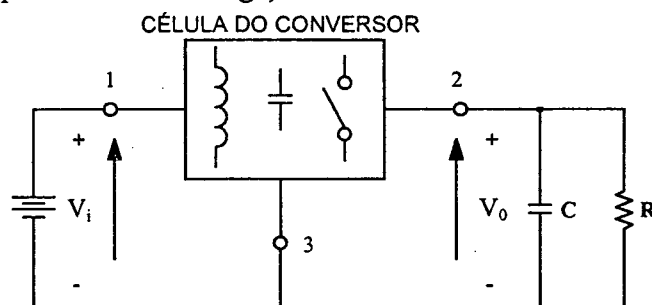 CÉLULA DO CONVERSOR
1
2
+
+
V_i
V_0
C
R
3
-
-